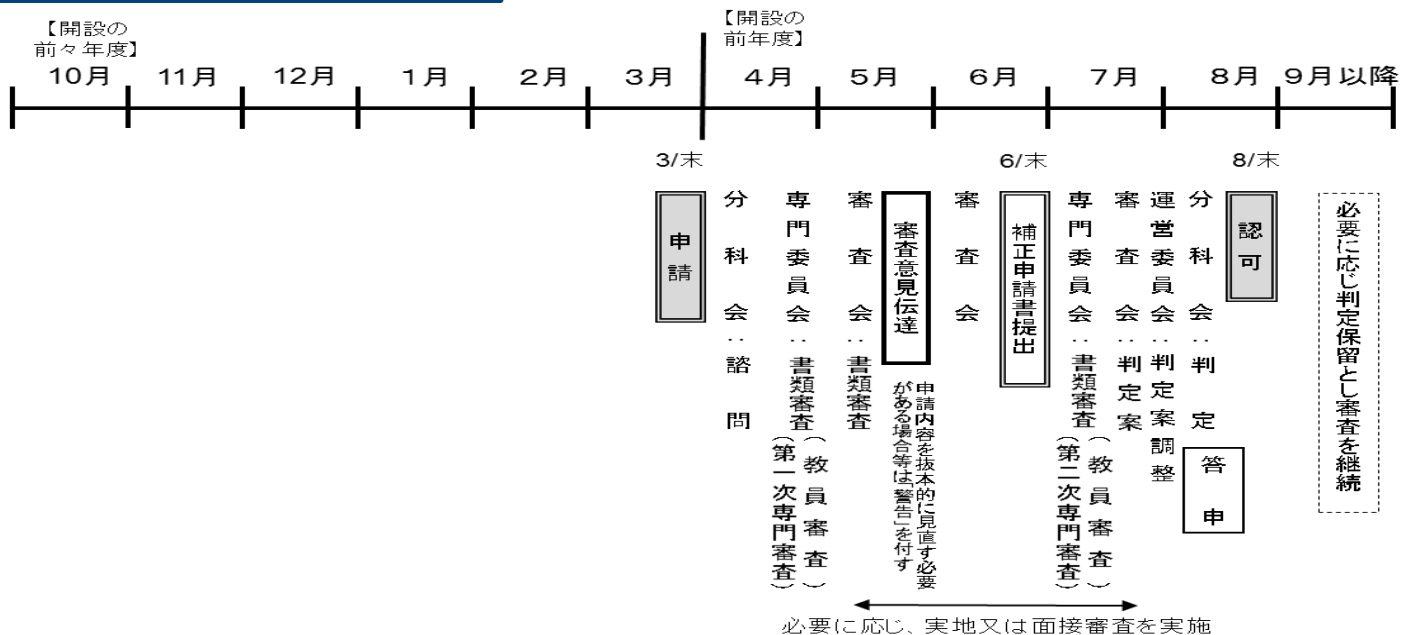 【開設の
前々年度】
【開設の
前年度】
10月 11月 12月 1月 2月 3月 4月 5月 6月 7月 8月 9月以降
3/末
6/末
8/末
申請
分科会：諮問
専門委員会：書類審査
（教員審査）
（第一次専門審査）
審査会：書類審査
審査意見伝達
申請内容を抜本的に見直す必要
がある場合等は「警告」を付す
審査会
補正申請書提出
専門委員会：書類審査
（教員審査）
（第二次専門審査）
審査会：判定案
運営委員会：判定案調整
分科会：判定
答申
認可
必要に応じ判定保留とし審査を継続
必要に応じ、実地又は面接審査を実施